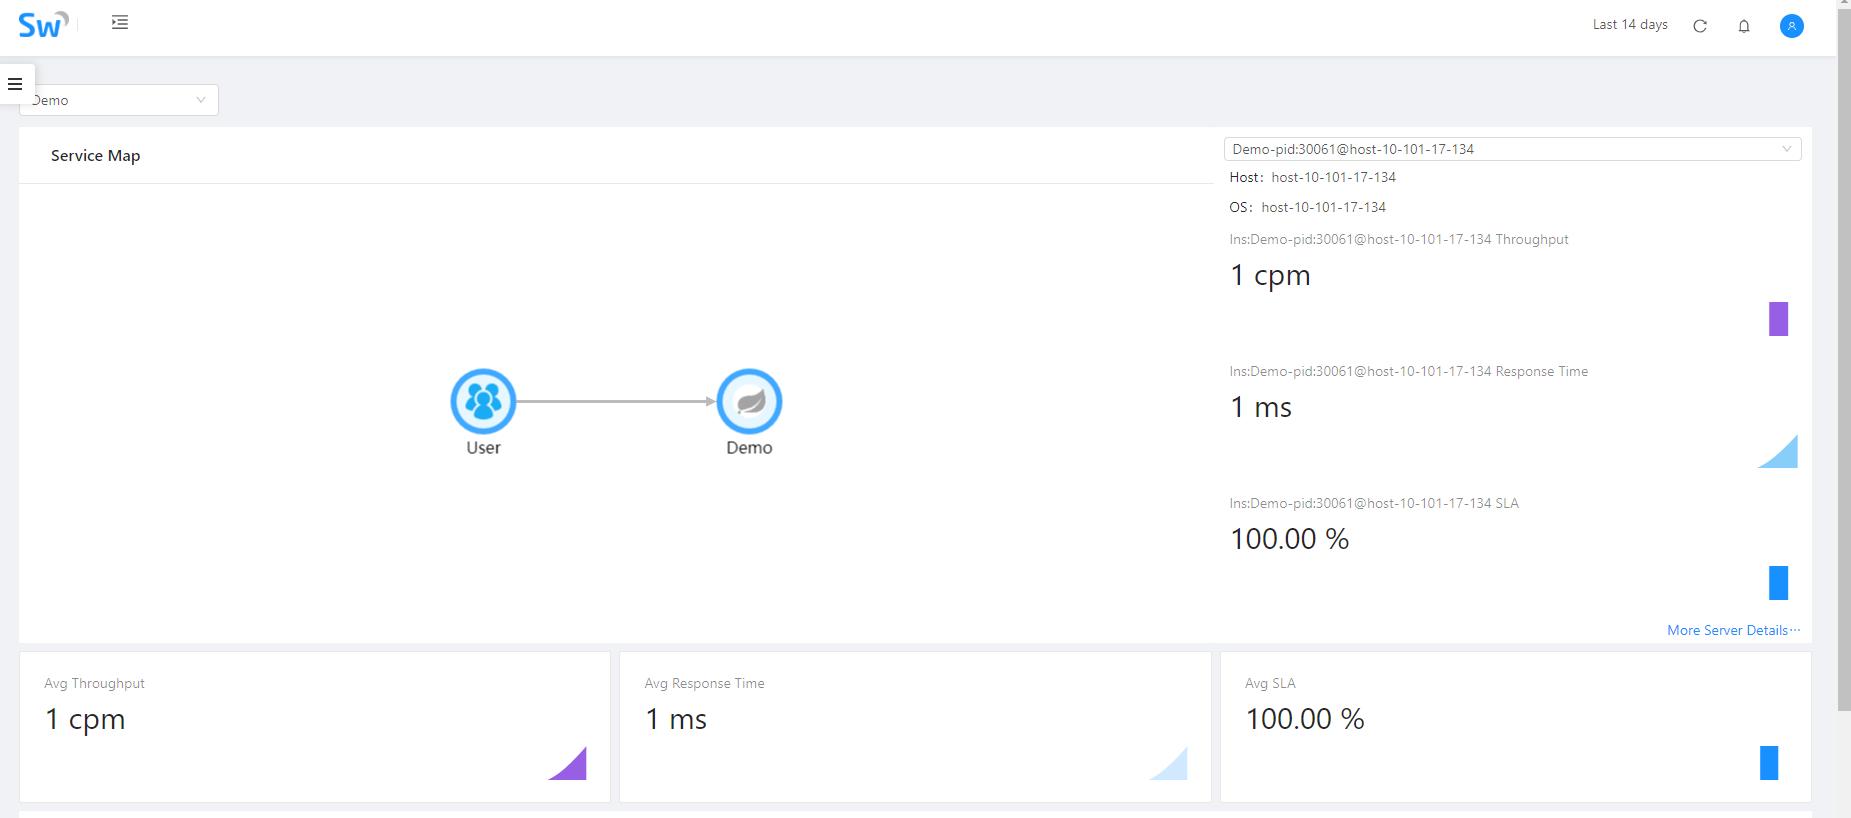 Sw
Last 14 days
Demo
Service Map
Demo-pid:30061@host-10-101-17-134
Host: host-10-101-17-134
OS: host-10-101-17-134
Ins:Demo-pid:30061@host-10-101-17-134 Throughput
1 cpm
Ins:Demo-pid:30061@host-10-101-17-134 Response Time
1 ms
User
Demo
Ins:Demo-pid:30061@host-10-101-17-134 SLA
100.00 %
More Server Details···
Avg Throughput
1 cpm
Avg Response Time
1 ms
Avg SLA
100.00 %